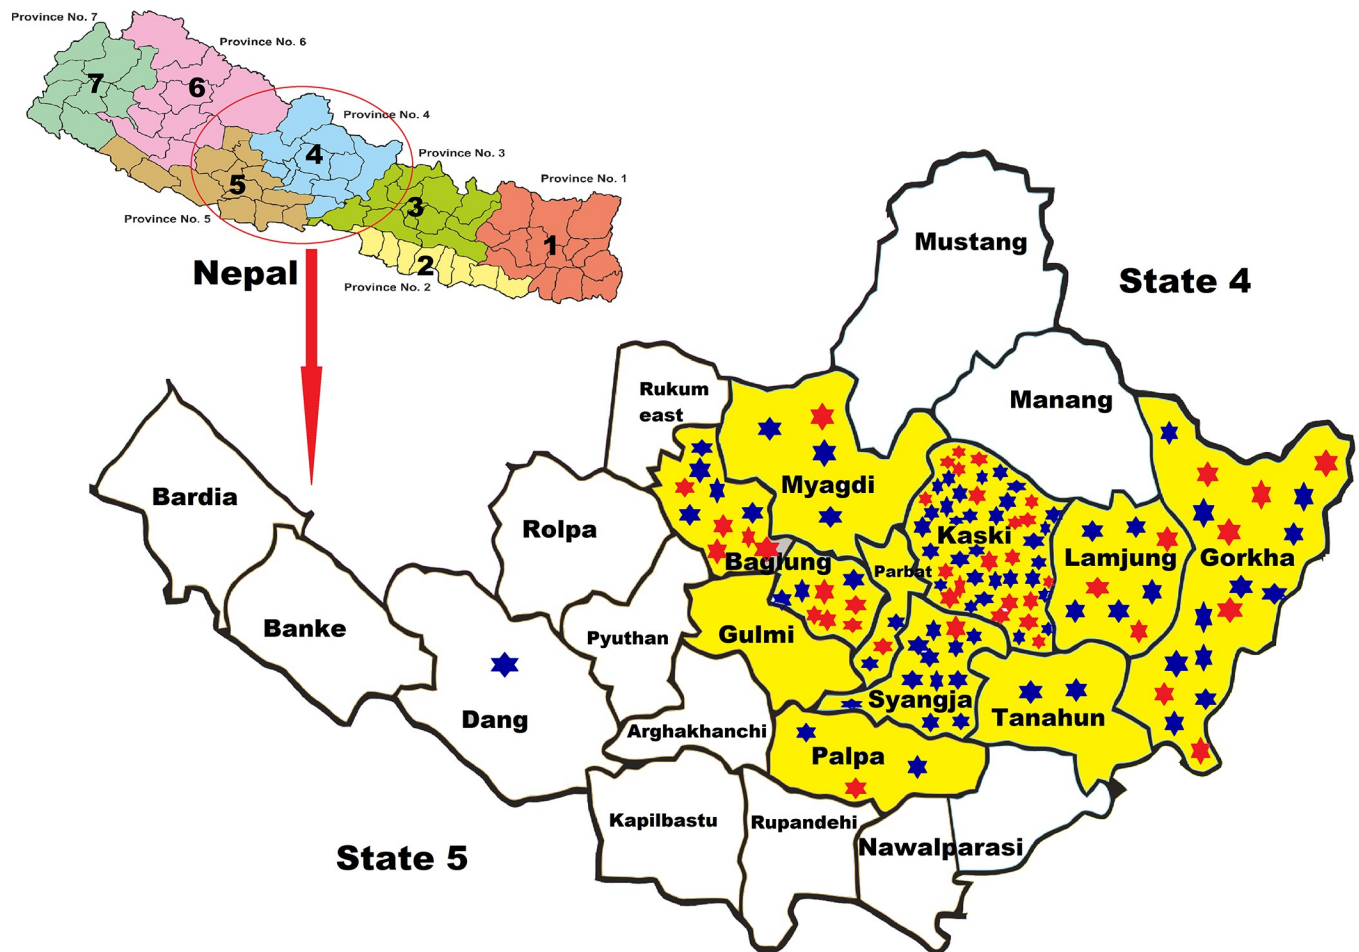 Province No. 7
Province No. 6
7
6
Province No. 4
4
Province No. 3
5
Province No. 1
3
Province No. 5
1
2
Nepal
Province No. 2
Mustang
State 4
Rukum
east
Manang
Bardia
Myagdi
Rolpa
Kaski
Baglung
Parbat
Lamjung
Gorkha
Banke
Pyuthan
Gulmi
Dang
Syangja
Tanahun
Arghakhanchi
Palpa
Kapilbastu
Rupandehi
Nawalparasi
State 5